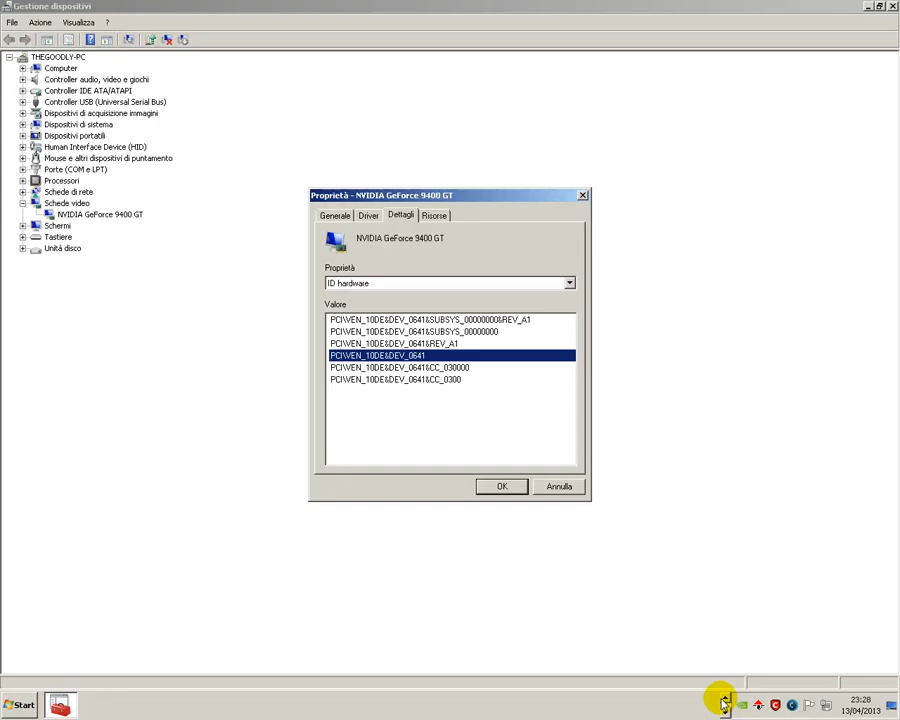 Gestione dispositivi
File Azione Visualizza ?
THEGOODLY-PC
Computer
Controller audio, video e giochi
Controller IDE ATA/ATAPI
Controller USB (Universal Serial Bus)
Dispositivi di acquisizione immagini
Dispositivi di sistema
Dispositivi portatili
Human Interface Device (HID)
Mouse e altri dispositivi di puntamento
Porte (COM e LPT)
Processori
Schede di rete
Schede video
NVIDIA GeForce 9400 GT
Schermi
Tastiere
Unità disco
Proprietà - NVIDIA GeForce 9400 GT
Generale Driver Dettagli Risorse
NVIDIA GeForce 9400 GT
Proprietà
ID hardware
Valore
PCI\VEN_10DE&DEV_0641&SUBSYS_00000000&REV_A1
PCI\VEN_10DE&DEV_0641&SUBSYS_00000000
PCI\VEN_10DE&DEV_0641&REV_A1
PCI\VEN_10DE&DEV_0641
PCI\VEN_10DE&DEV_0641&CC_030000
PCI\VEN_10DE&DEV_0641&CC_0300
OK Annulla
Start
23:28
13/04/2013